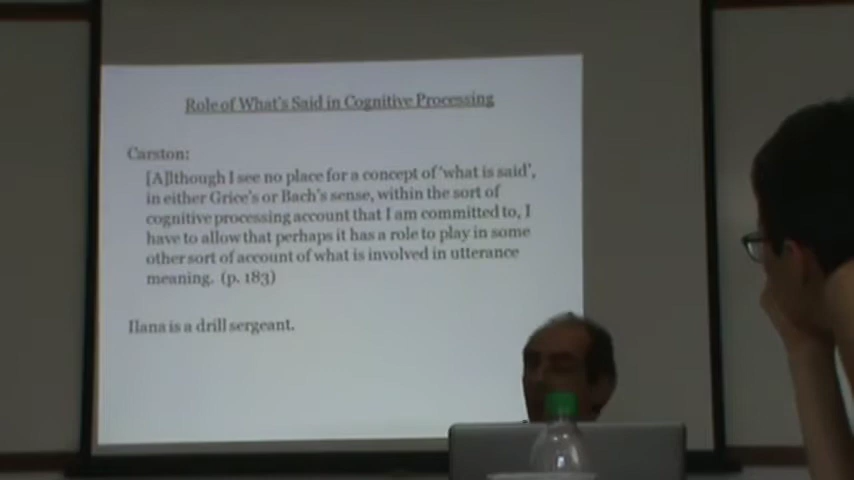 Role of What's Said in Cognitive Processing
Carston:
[A]lthough I see no place for a concept of 'what is said',
in either Grice's or Bach's sense, within the sort of
cognitive processing account that I am committed to, I
have to allow that perhaps it has a role to play in some
other sort of account of what is involved in utterance
meaning. (p. 183)
Ilana is a drill sergeant.